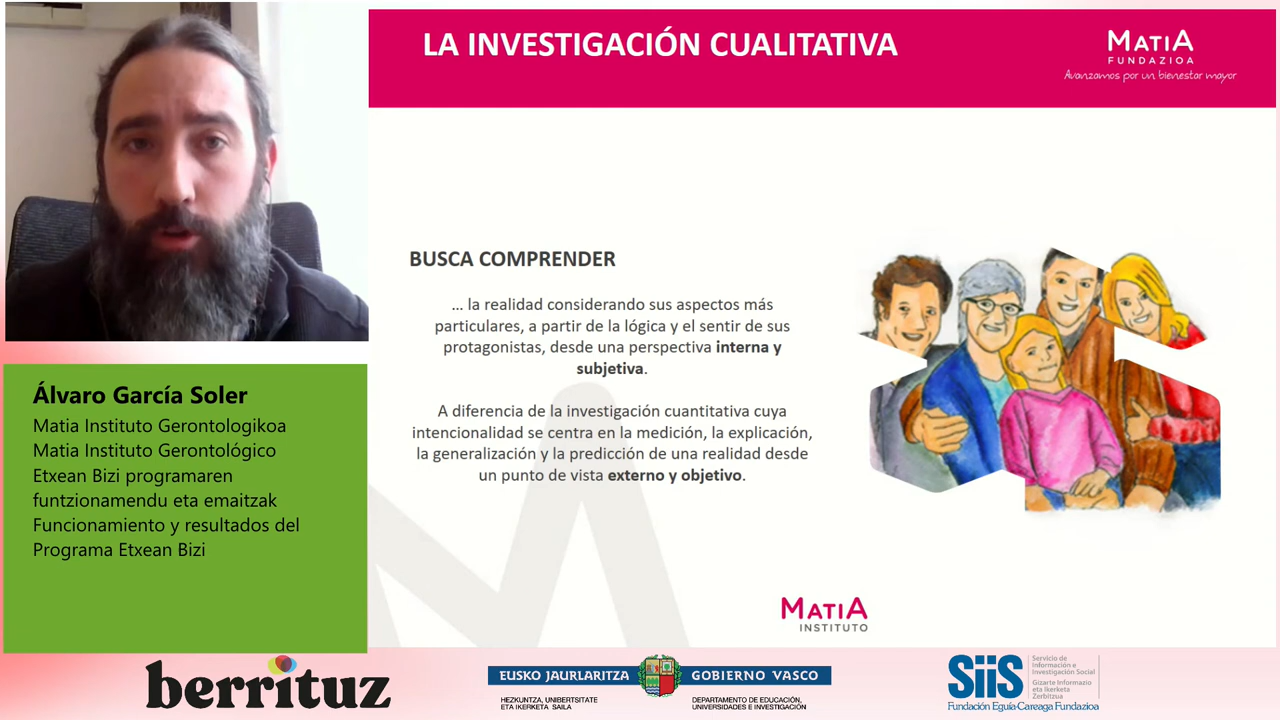 LA INVESTIGACIÓN CUALITATIVA
MATIA
FUNDAZIOA
Avanzamos por un bienestar mayor
BUSCA COMPRENDER
... la realidad considerando sus aspectos más
particulares, a partir de la lógica y el sentir de sus
protagonistas, desde una perspectiva interna y
subjetiva.
A diferencia de la investigación cuantitativa cuya
intencionalidad se centra en la medición, la explicación,
la generalización y la predicción de una realidad desde
un punto de vista externo y objetivo.
MATIA
INSTITUTO
Álvaro García Soler
Matia Instituto Gerontologikoa
Matia Instituto Gerontológico
Etxean Bizi programaren
funtzionamendu eta emaitzak
Funcionamiento y resultados del
Programa Etxean Bizi
berrituz
EUSKO JAURLARITZA
GOBIERNO VASCO
HEZKUNTZA, UNIBERTSITATE
ETA IKERKETA SAILA
DEPARTAMENTO DE EDUCACIÓN,
UNIVERSIDADES E INVESTIGACIÓN
SiiS
Servicio de
Información e
Investigación Social
Gizarte Informazio
eta Ikerketa
Zerbitzua
Fundación Eguía-Careaga Fundazioa